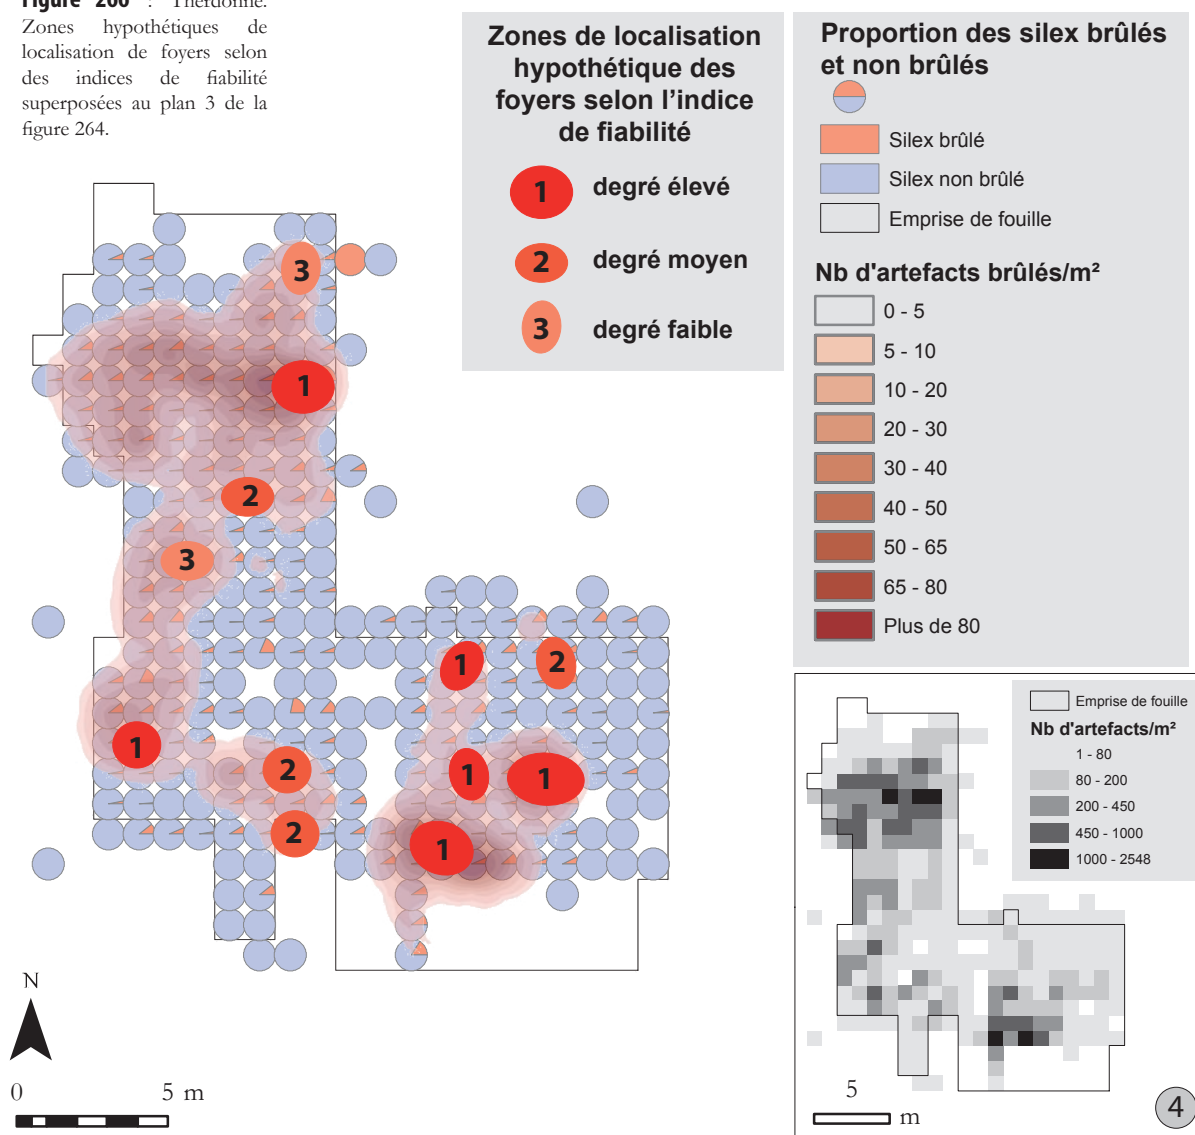 Figure 266 : Therdonne.
Zones hypothétiques de
localisation de foyers selon
des indices de fiabilité
superposées au plan 3 de la
figure 264.
Zones de localisation
hypothétique des
foyers selon l'indice
de fiabilité
1 degré élevé
2 degré moyen
3 degré faible
Proportion des silex brûlés
et non brûlés
Silex brûlé
Silex non brûlé
Emprise de fouille
Nb d'artefacts brûlés/m²
0 - 5
5 - 10
10 - 20
20 - 30
30 - 40
40 - 50
50 - 65
65 - 80
Plus de 80
3
1
2
3
1
2
1
2
1
1
2
1
N
0 5 m
Emprise de fouille
Nb d'artefacts/m²
1 - 80
80 - 200
200 - 450
450 - 1000
1000 - 2548
5
m
4